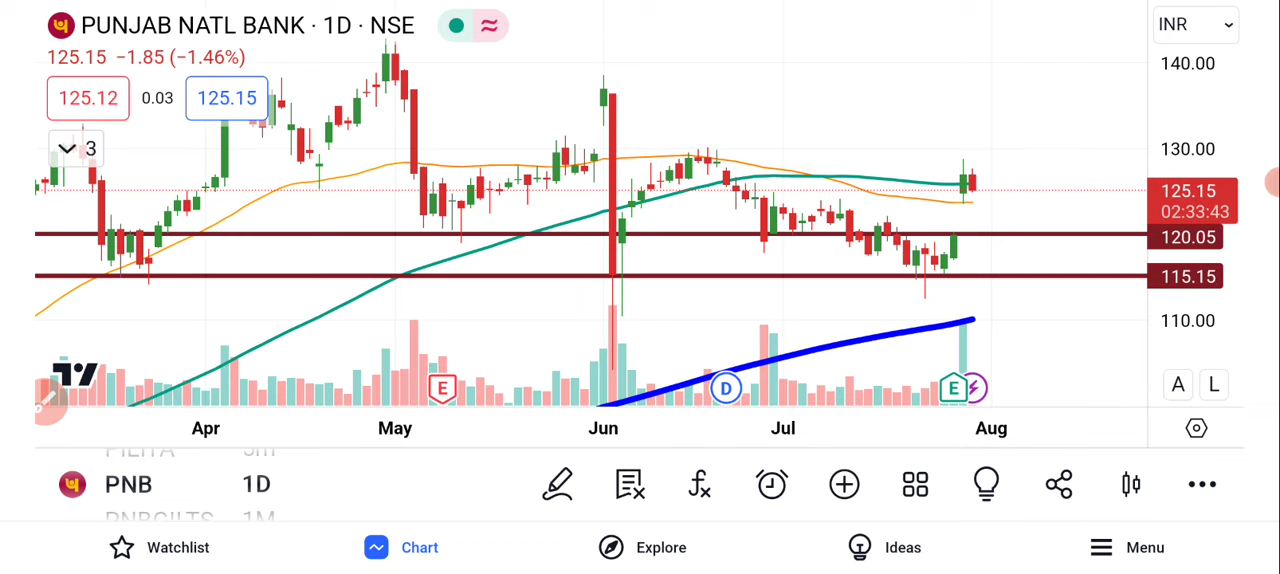 PUNJAB NATL BANK · 1D · NSE
INR
125.15 −1.85 (−1.46%)
125.12 0.03 125.15
3
140.00
130.00
125.15
02:33:43
120.05
115.15
110.00
E D E
A L
Apr May Jun Jul Aug
PNB 1D
Watchlist Chart Explore Ideas Menu